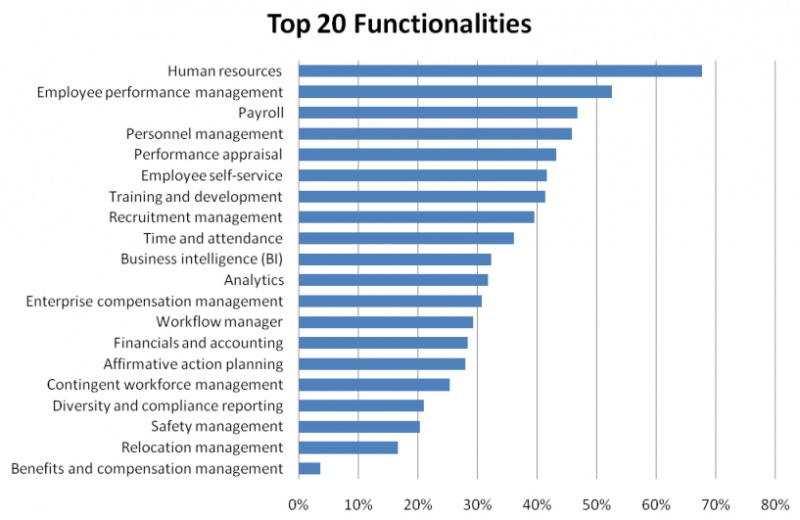 Top 20 Functionalities
Human resources
Employee performance management
Payroll
Personnel management
Performance appraisal
Employee self-service
Training and development
Recruitment management
Time and attendance
Business intelligence (BI)
Analytics
Enterprise compensation management
Workflow manager
Financials and accounting
Affirmative action planning
Contingent workforce management
Diversity and compliance reporting
Safety management
Relocation management
Benefits and compensation management
0% 10% 20% 30% 40% 50% 60% 70% 80%